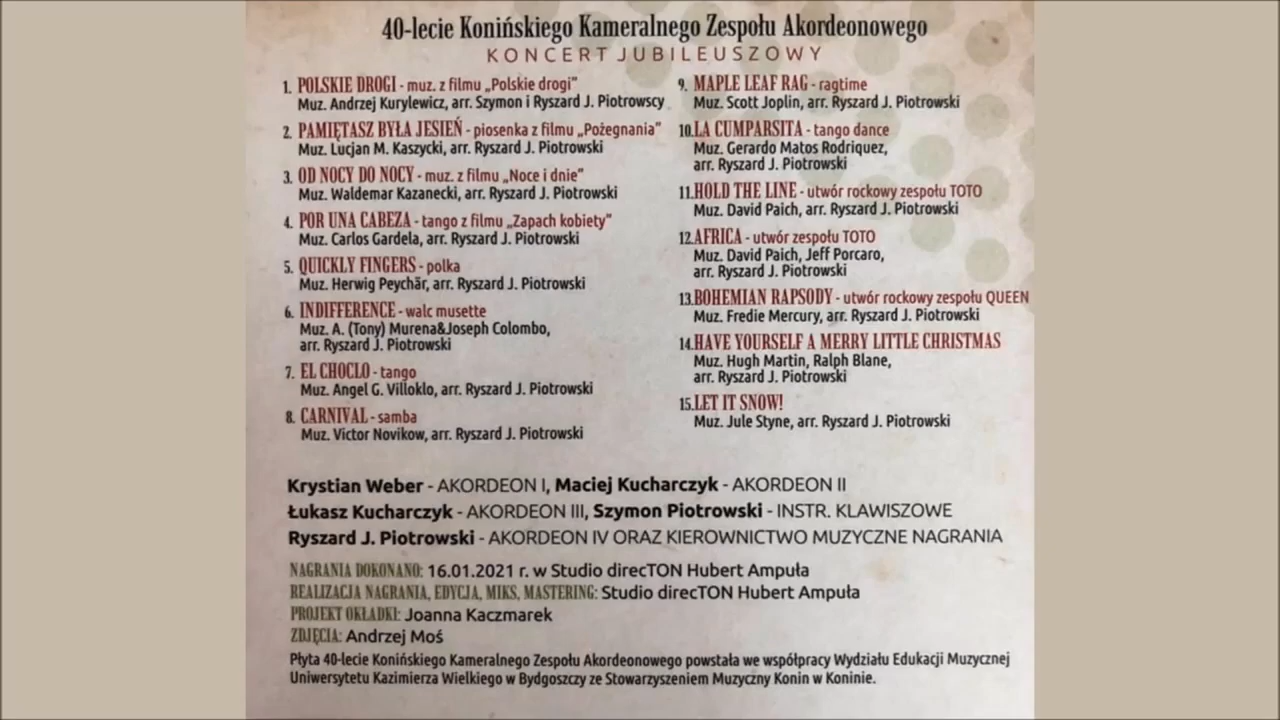 40-lecie Konińskiego Kameralnego Zespołu Akordeonowego
KONCERT JUBILEUSZOWY
1. POLSKIE DROGI - muz. z filmu „Polskie drogi”
Muz. Andrzej Kurylewicz, arr. Szymon i Ryszard J. Piotrowscy
2. PAMIĘTASZ BYŁA JESIEŃ - piosenka z filmu „Pożegnania”
Muz. Lucjan M. Kaszycki, arr. Ryszard J. Piotrowski
3. OD NOCY DO NOCY - muz. z filmu „Noce i dnie”
Muz. Waldemar Kazanecki, arr. Ryszard J. Piotrowski
4. POR UNA CABEZA - tango z filmu „Zapach kobiety”
Muz. Carlos Gardela, arr. Ryszard J. Piotrowski
5. QUICKLY FINGERS - polka
Muz. Herwig Peychär, arr. Ryszard J. Piotrowski
6. INDIFFERENCE - walc musette
Muz. A. (Tony) Murena&Joseph Colombo,
arr. Ryszard J. Piotrowski
7. EL CHOCLO - tango
Muz. Angel G. Villoklo, arr. Ryszard J. Piotrowski
8. CARNIVAL - samba
Muz. Victor Novikow, arr. Ryszard J. Piotrowski
9. MAPLE LEAF RAG - ragtime
Muz. Scott Joplin, arr. Ryszard J. Piotrowski
10.LA CUMPARSITA - tango dance
Muz. Gerardo Matos Rodriquez,
arr. Ryszard J. Piotrowski
11.HOLD THE LINE - utwór rockowy zespołu TOTO
Muz. David Paich, arr. Ryszard J. Piotrowski
12.AFRICA - utwór zespołu TOTO
Muz. David Paich, Jeff Porcaro,
arr. Ryszard J. Piotrowski
13.BOHEMIAN RAPSODY - utwór rockowy zespołu QUEEN
Muz. Fredie Mercury, arr. Ryszard J. Piotrowski
14.HAVE YOURSELF A MERRY LITTLE CHRISTMAS
Muz. Hugh Martin, Ralph Blane,
arr. Ryszard J. Piotrowski
15.LET IT SNOW!
Muz. Jule Styne, arr. Ryszard J. Piotrowski
Krystian Weber - AKORDEON I, Maciej Kucharczyk - AKORDEON II
Łukasz Kucharczyk - AKORDEON III, Szymon Piotrowski - INSTR. KLAWISZOWE
Ryszard J. Piotrowski - AKORDEON IV ORAZ KIEROWNICTWO MUZYCZNE NAGRANIA
NAGRANIA DOKONANO: 16.01.2021 r. w Studio direcTON Hubert Ampuła
REALIZACJA NAGRANIA, EDYCJA, MIKS, MASTERING: Studio direcTON Hubert Ampuła
PROJEKT OKŁADKI: Joanna Kaczmarek
ZDJĘCIA: Andrzej Moś
Płyta 40-lecie Konińskiego Kameralnego Zespołu Akordeonowego powstała we współpracy Wydziału Edukacji Muzycznej
Uniwersytetu Kazimierza Wielkiego w Bydgoszczy ze Stowarzyszeniem Muzyczny Konin w Koninie.